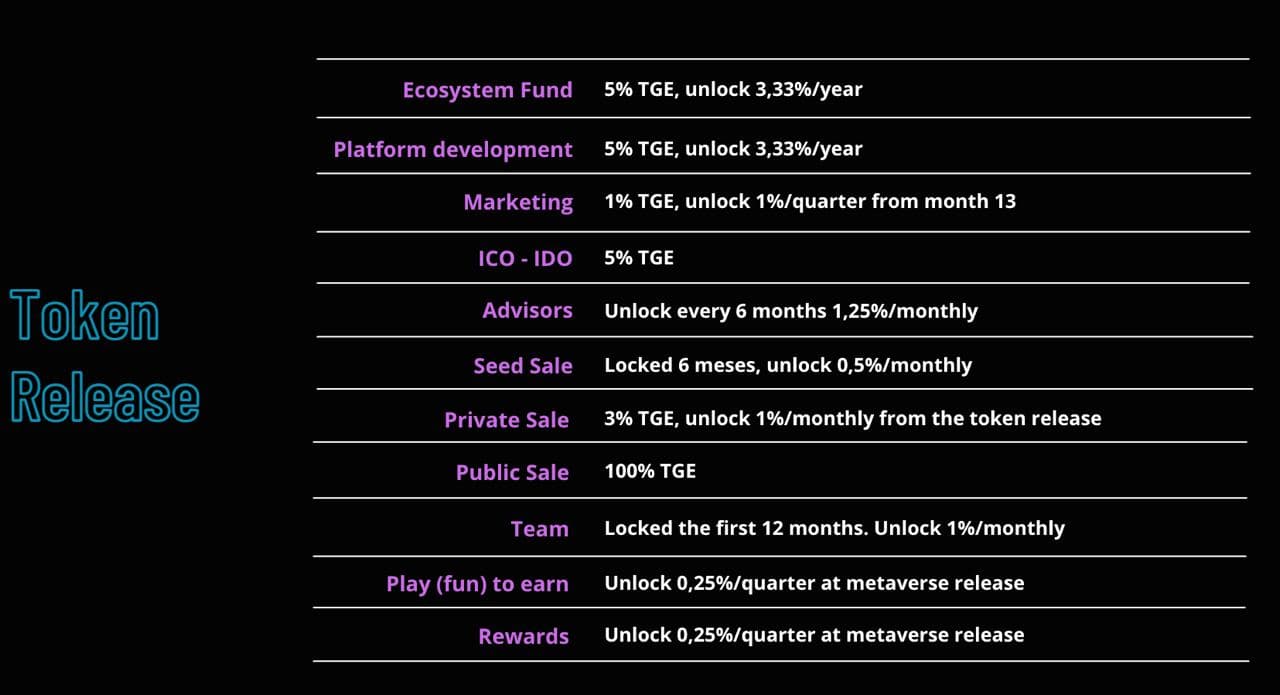 Token
Release
Ecosystem Fund 5% TGE, unlock 3,33%/year
Platform development 5% TGE, unlock 3,33%/year
Marketing 1% TGE, unlock 1%/quarter from month 13
ICO - IDO 5% TGE
Advisors Unlock every 6 months 1,25%/monthly
Seed Sale Locked 6 meses, unlock 0,5%/monthly
Private Sale 3% TGE, unlock 1%/monthly from the token release
Public Sale 100% TGE
Team Locked the first 12 months. Unlock 1%/monthly
Play (fun) to earn Unlock 0,25%/quarter at metaverse release
Rewards Unlock 0,25%/quarter at metaverse release